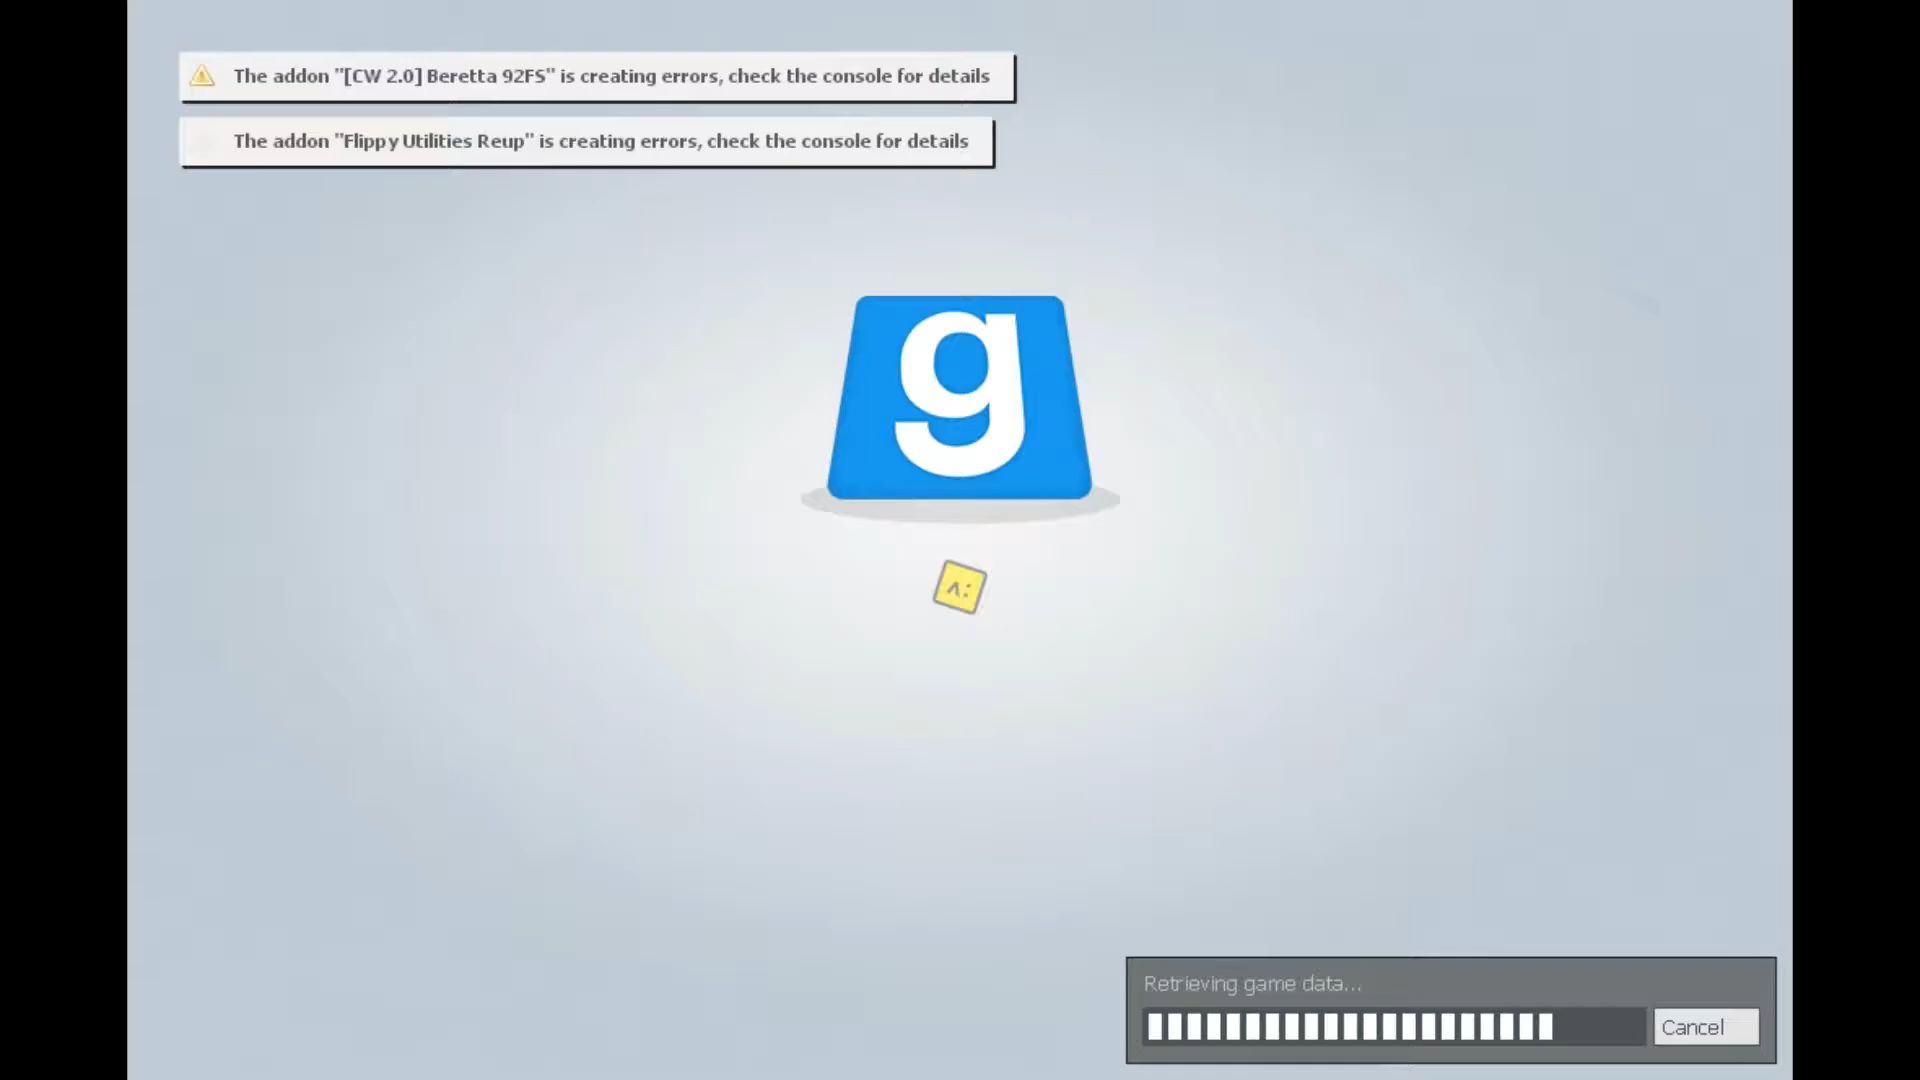 The addon "[CW 2.0] Beretta 92FS" is creating errors, check the console for details
The addon "Flippy Utilities Reup" is creating errors, check the console for details
g
^:
Retrieving game data...
Cancel